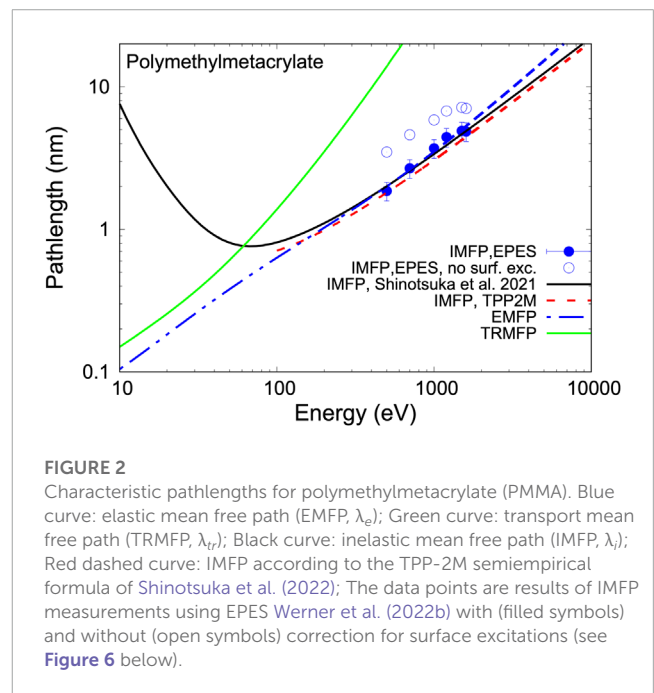 Polymethylmetacrylate
10
1
0.1
Pathlength (nm)
IMFP,EPES
IMFP,EPES, no surf. exc.
IMFP, Shinotsuka et al. 2021
IMFP, TPP2M
EMFP
TRMFP
10 100 1000 10000
Energy (eV)
FIGURE 2
Characteristic pathlengths for polymethylmetacrylate (PMMA). Blue
curve: elastic mean free path (EMFP, λe); Green curve: transport mean
free path (TRMFP, λtr); Black curve: inelastic mean free path (IMFP, λi);
Red dashed curve: IMFP according to the TPP-2M semiempirical
formula of Shinotsuka et al. (2022); The data points are results of IMFP
measurements using EPES Werner et al. (2022b) with (filled symbols)
and without (open symbols) correction for surface excitations (see
Figure 6 below).